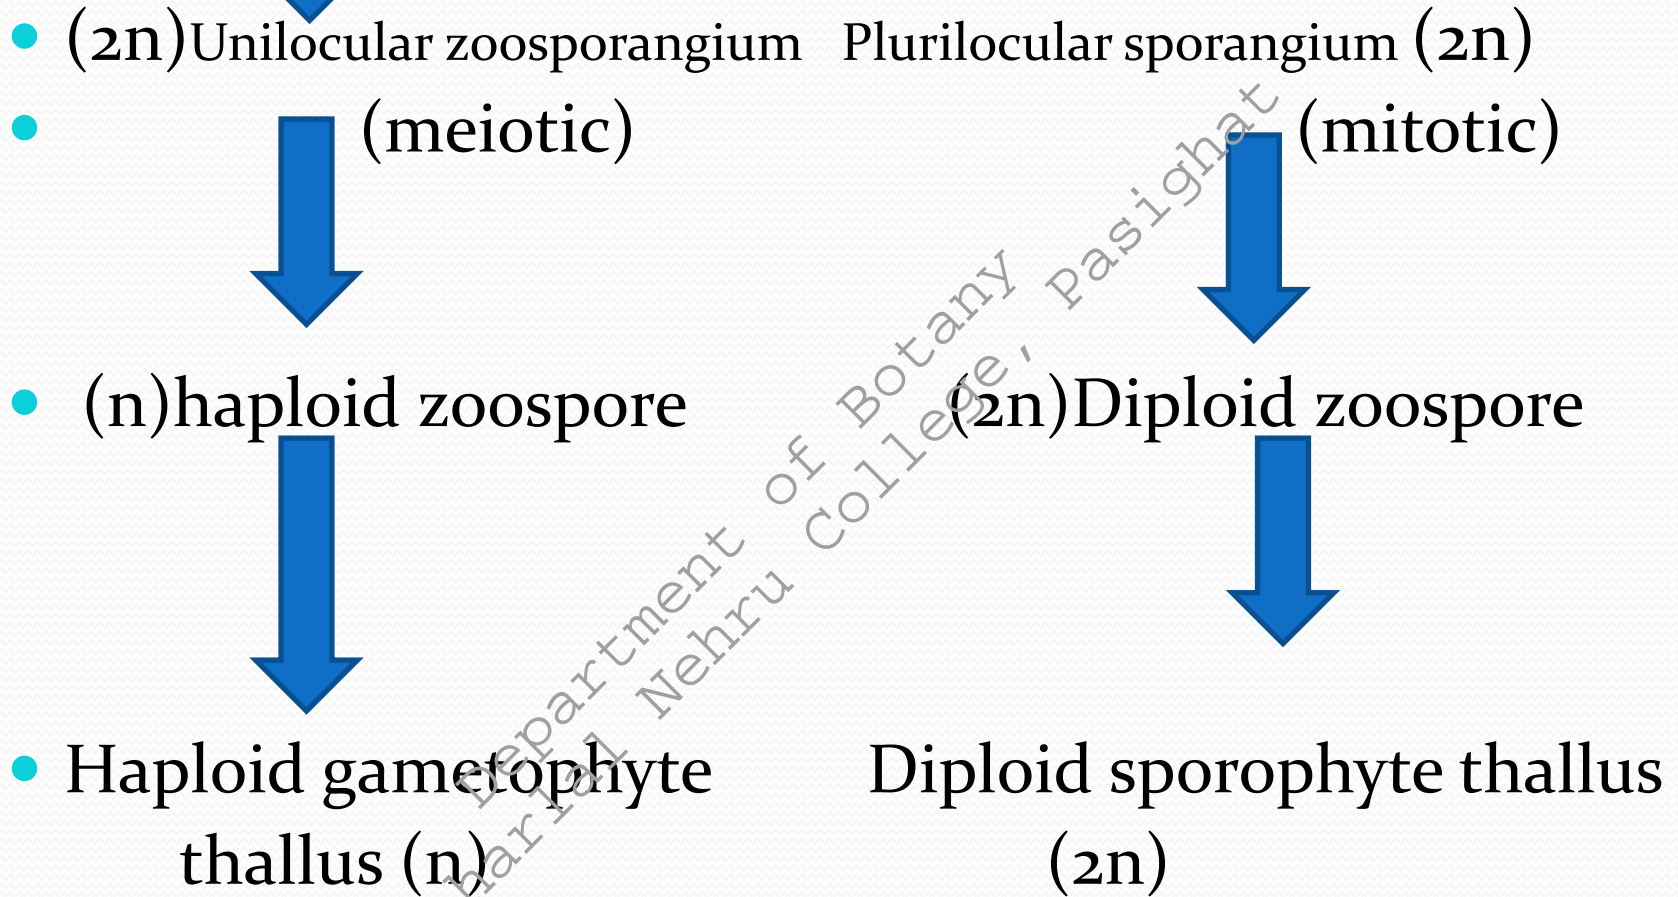 (2n)Unilocular zoosporangium Plurilocular sporangium (2n)
(meiotic) (mitotic)
(n)haploid zoospore (2n)Diploid zoospore
Haploid gametophyte Diploid sporophyte thallus
thallus (n) (2n)
Department of Botany
harlal Nehru College, Pasighat